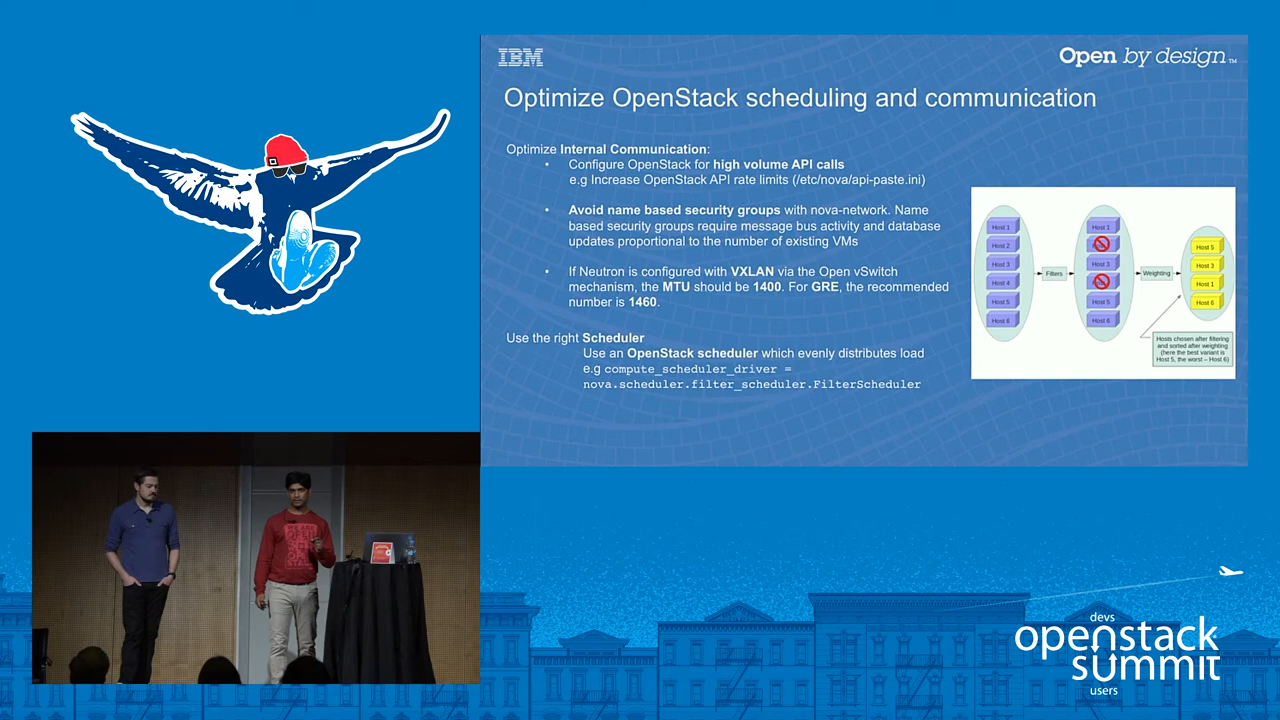 IBM
Open by design™
Optimize OpenStack scheduling and communication
Optimize Internal Communication:
• Configure OpenStack for high volume API calls
e.g Increase OpenStack API rate limits (/etc/nova/api-paste.ini)
• Avoid name based security groups with nova-network. Name
based security groups require message bus activity and database
updates proportional to the number of existing VMs
• If Neutron is configured with VXLAN via the Open vSwitch
mechanism, the MTU should be 1400. For GRE, the recommended
number is 1460.
Use the right Scheduler
Use an OpenStack scheduler which evenly distributes load
e.g compute_scheduler_driver =
nova.scheduler.filter_scheduler.FilterScheduler
Host 1
Host 2
Host 3
Host 4
Host 5
Host 6
Filters
Host 1
Host 3
Host 5
Host 6
Weighting
Host 5
Host 3
Host 1
Host 6
Hosts chosen after filtering
and sorted after weighting
(here the best variant is
Host 5, the worst – Host 6)
devs
openstack
summit
users